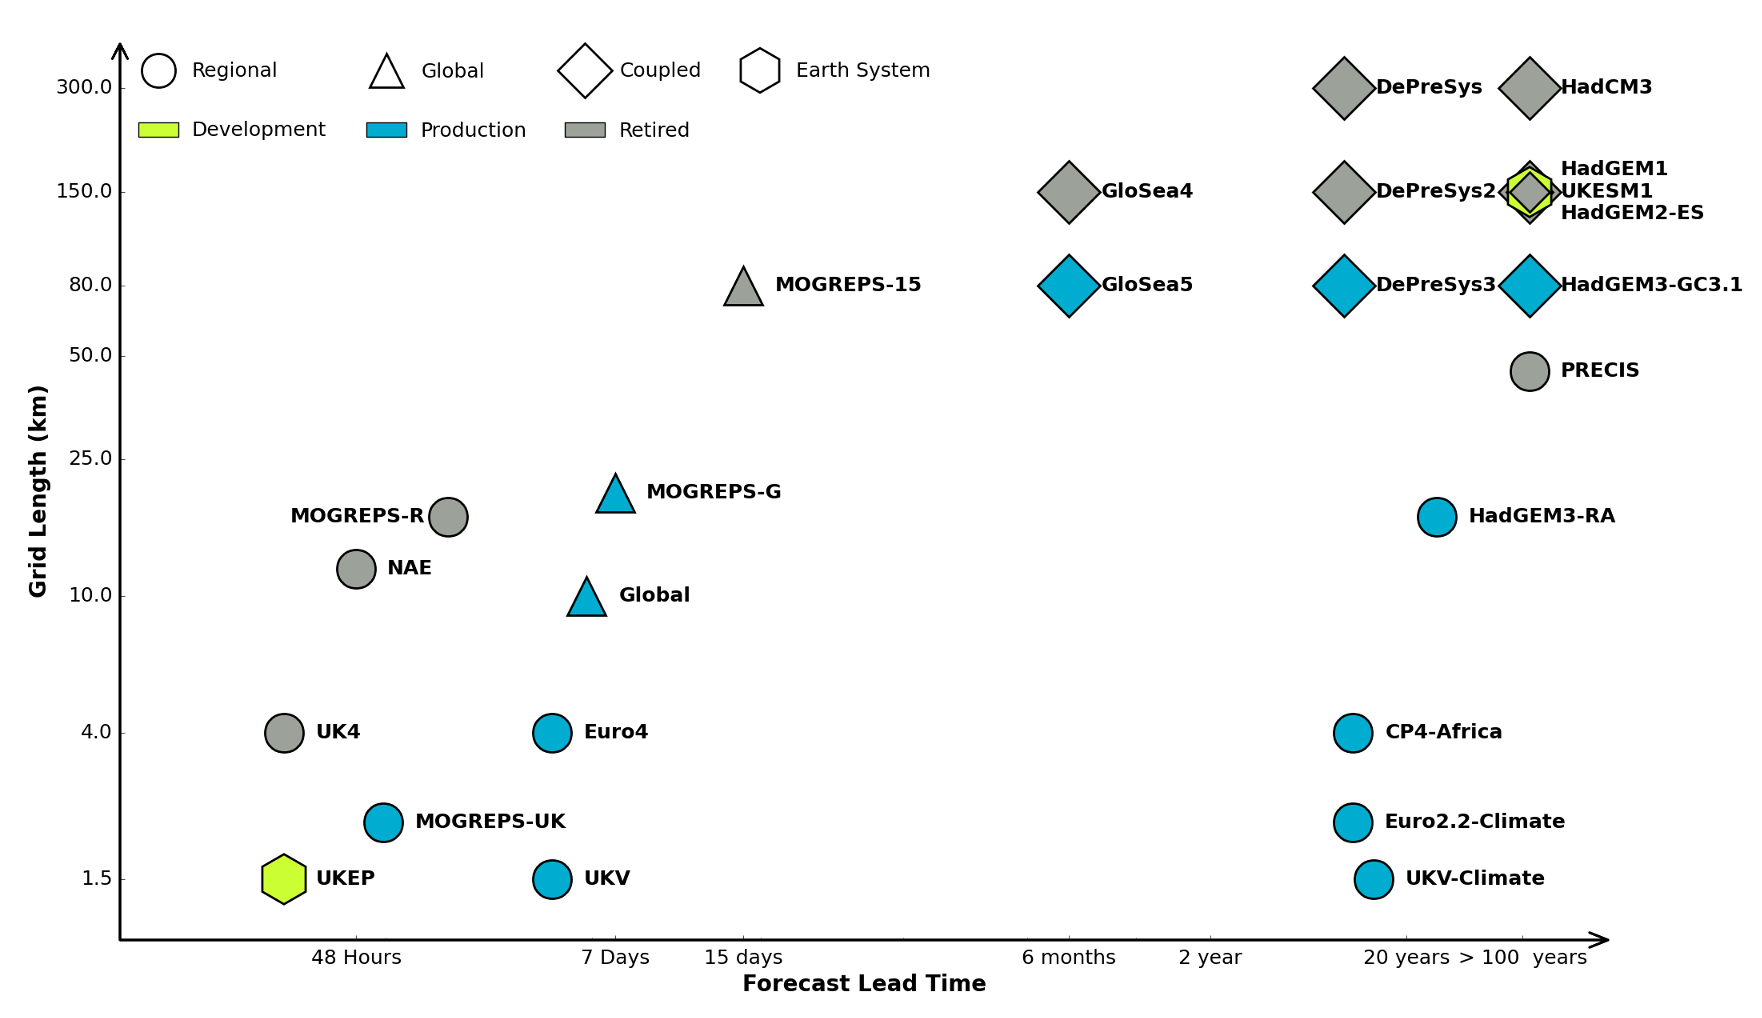 Regional Global Coupled Earth System
Development Production Retired
300.0 DePreSys HadCM3
HadGEM1
150.0 GloSea4 DePreSys2 UKESM1
HadGEM2-ES
80.0 MOGREPS-15 GloSea5 DePreSys3 HadGEM3-GC3.1
50.0
PRECIS
25.0
MOGREPS-G
MOGREPS-R HadGEM3-RA
NAE
10.0 Global
4.0 UK4 Euro4 CP4-Africa
MOGREPS-UK Euro2.2-Climate
1.5 UKEP UKV UKV-Climate
Grid Length (km)
48 Hours 7 Days 15 days 6 months 2 year 20 years > 100 years
Forecast Lead Time